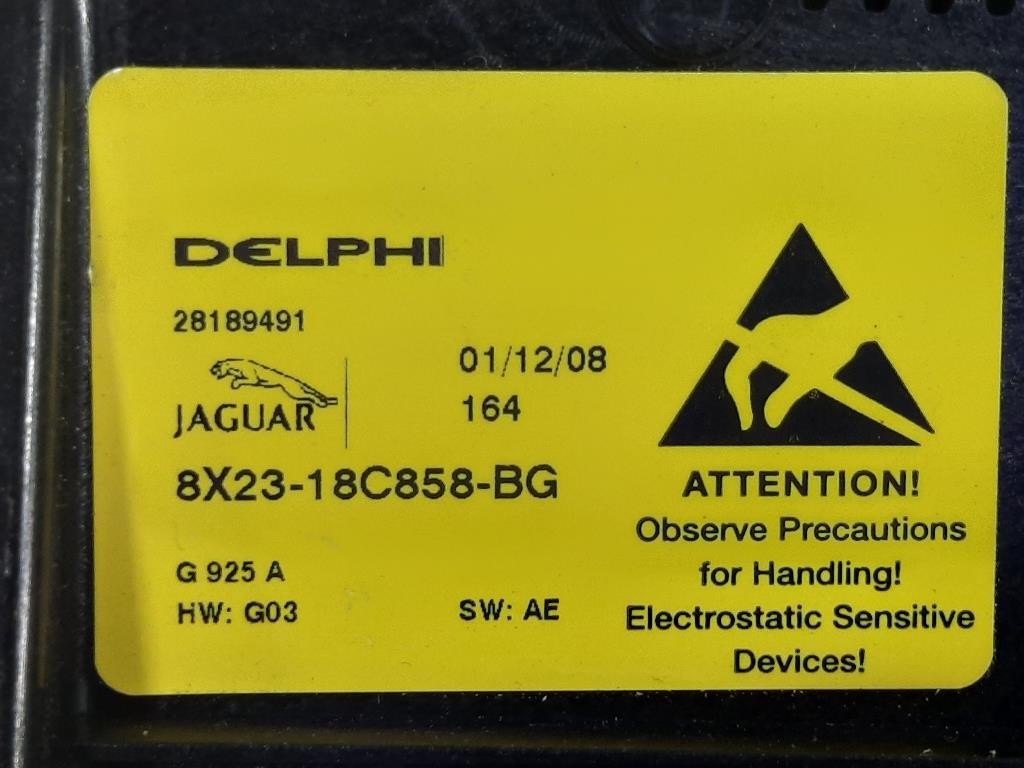 DELPHI
28189491
JAGUAR
01/12/08
164
8X23-18C858-BG
G 925 A
HW: G03
SW: AE
ATTENTION!
Observe Precautions
for Handling!
Electrostatic Sensitive
Devices!